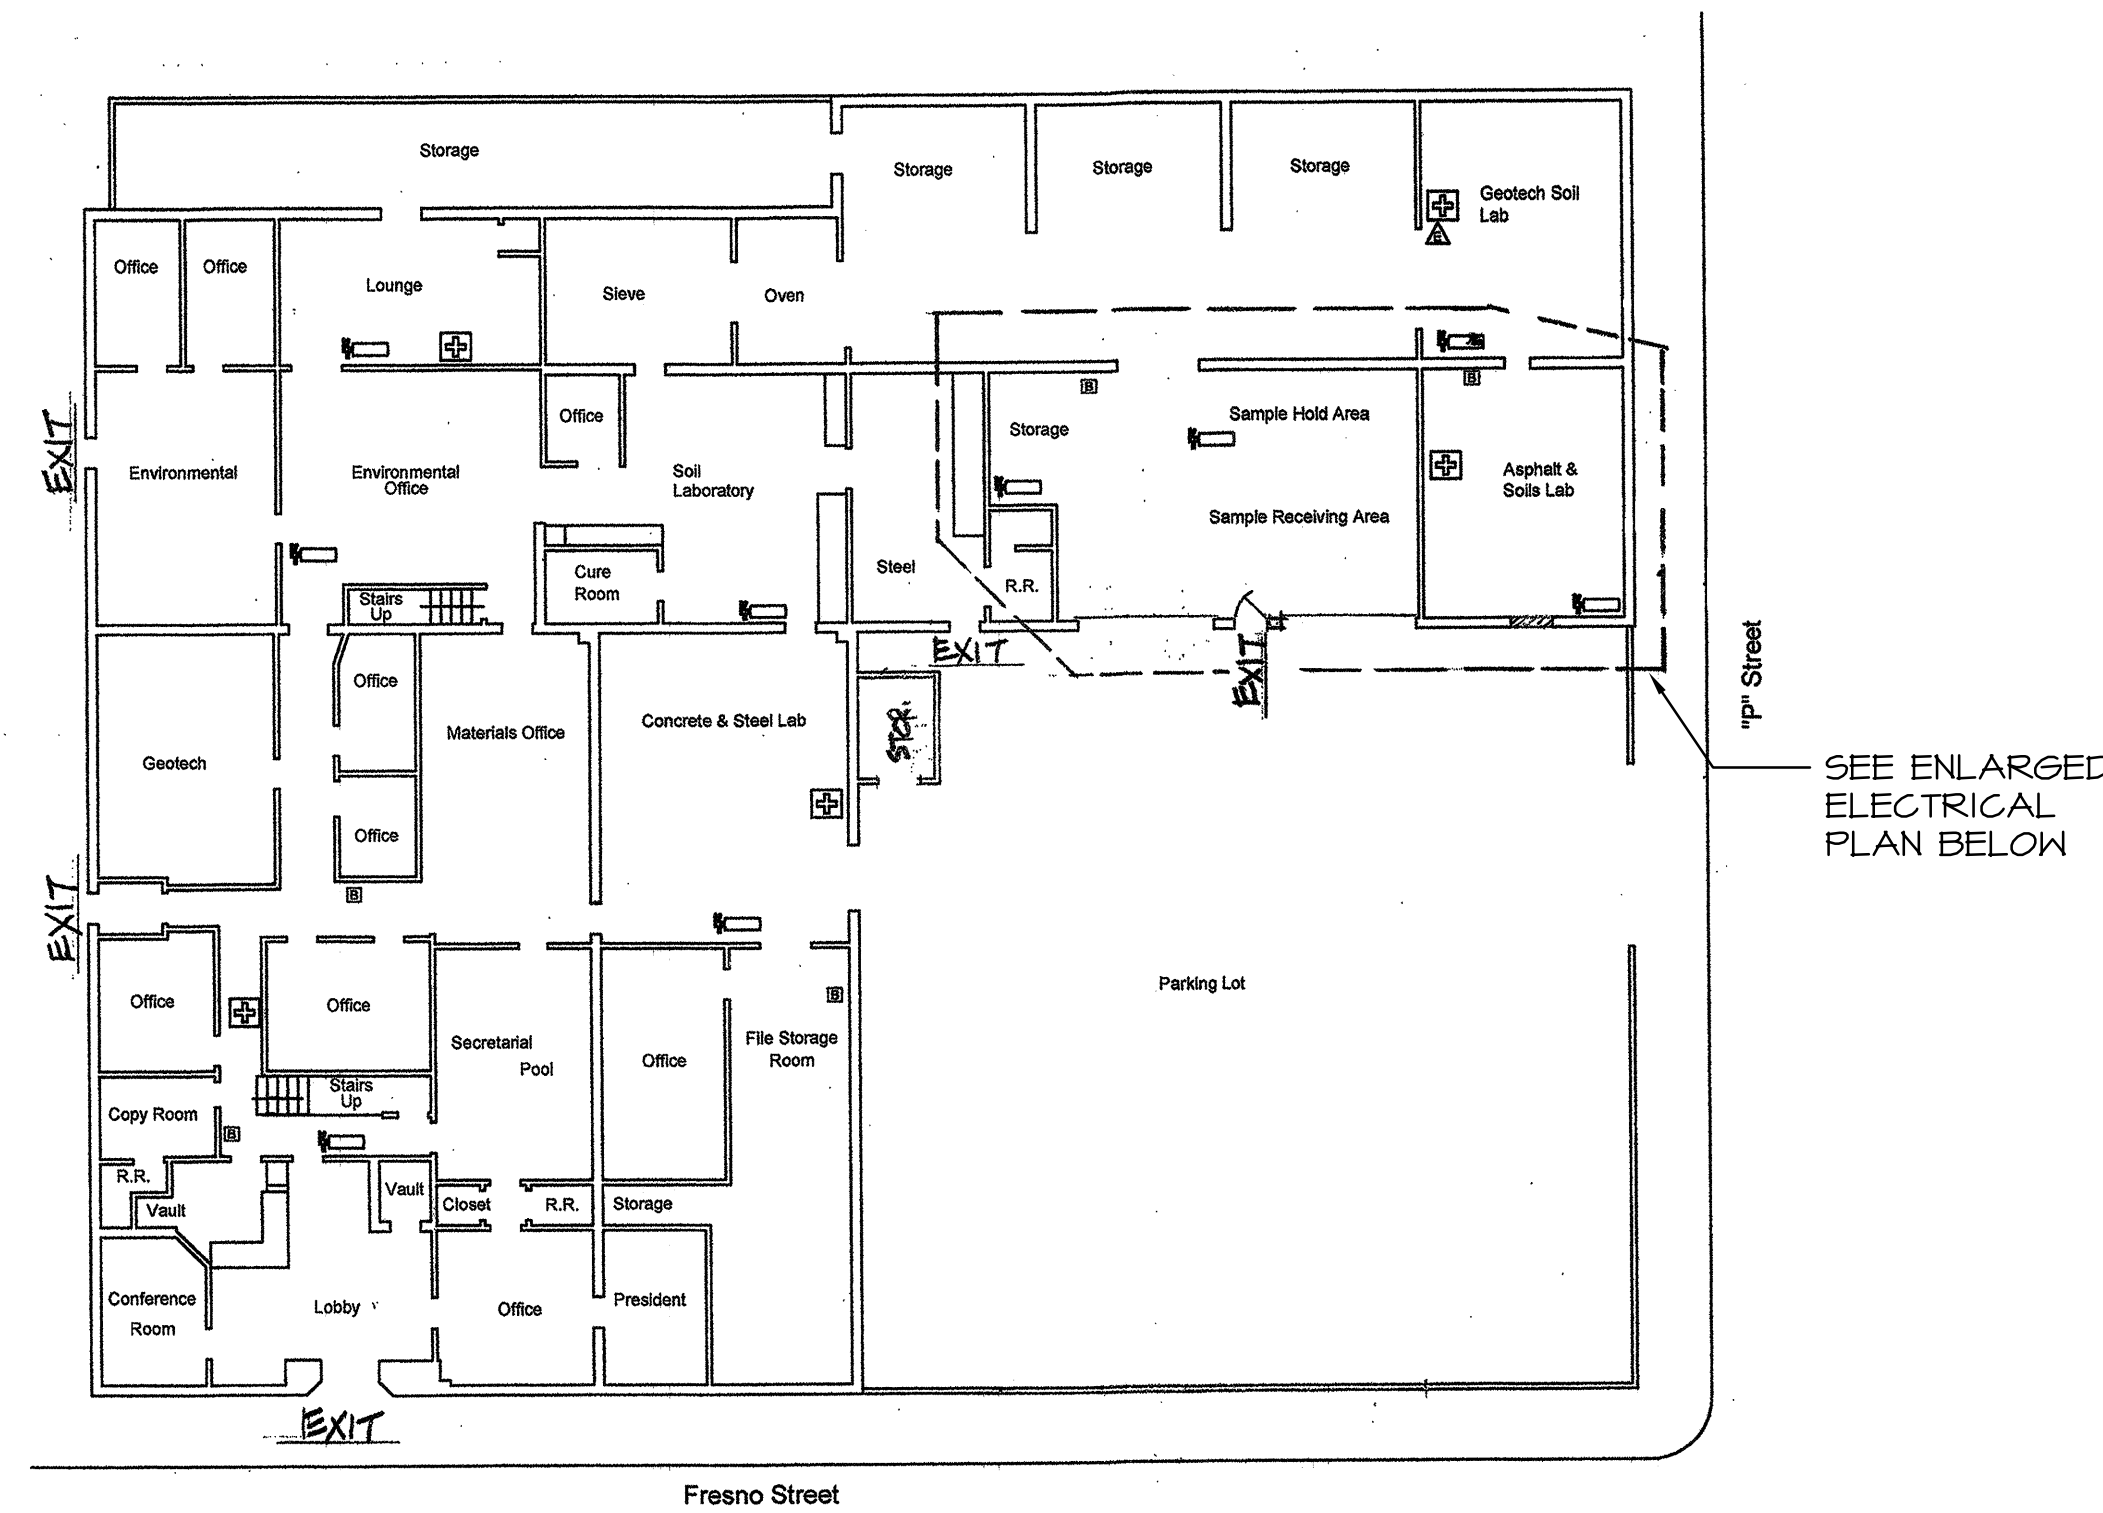 Storage
Storage
Storage
Storage
Geotech Soil
Lab
E
Office
Office
Lounge
Sieve
Oven
B
B
EXIT
Office
Storage
Sample Hold Area
Environmental
Environmental
Office
Soil
Laboratory
Asphalt &
Soils Lab
Sample Receiving Area
Cure
Room
Steel
R.R.
Stairs
Up
EXIT
EXIT
"P" Street
Office
Geotech
Materials Office
Concrete & Steel Lab
STOR.
SEE ENLARGED
ELECTRICAL
PLAN BELOW
Office
B
EXIT
Office
Office
B
Parking Lot
Secretarial
Pool
Office
File Storage
Room
Stairs
Up
Copy Room
B
R.R.
Vault
Vault
Closet
R.R.
Storage
Conference
Room
Lobby
Office
President
EXIT
Fresno Street